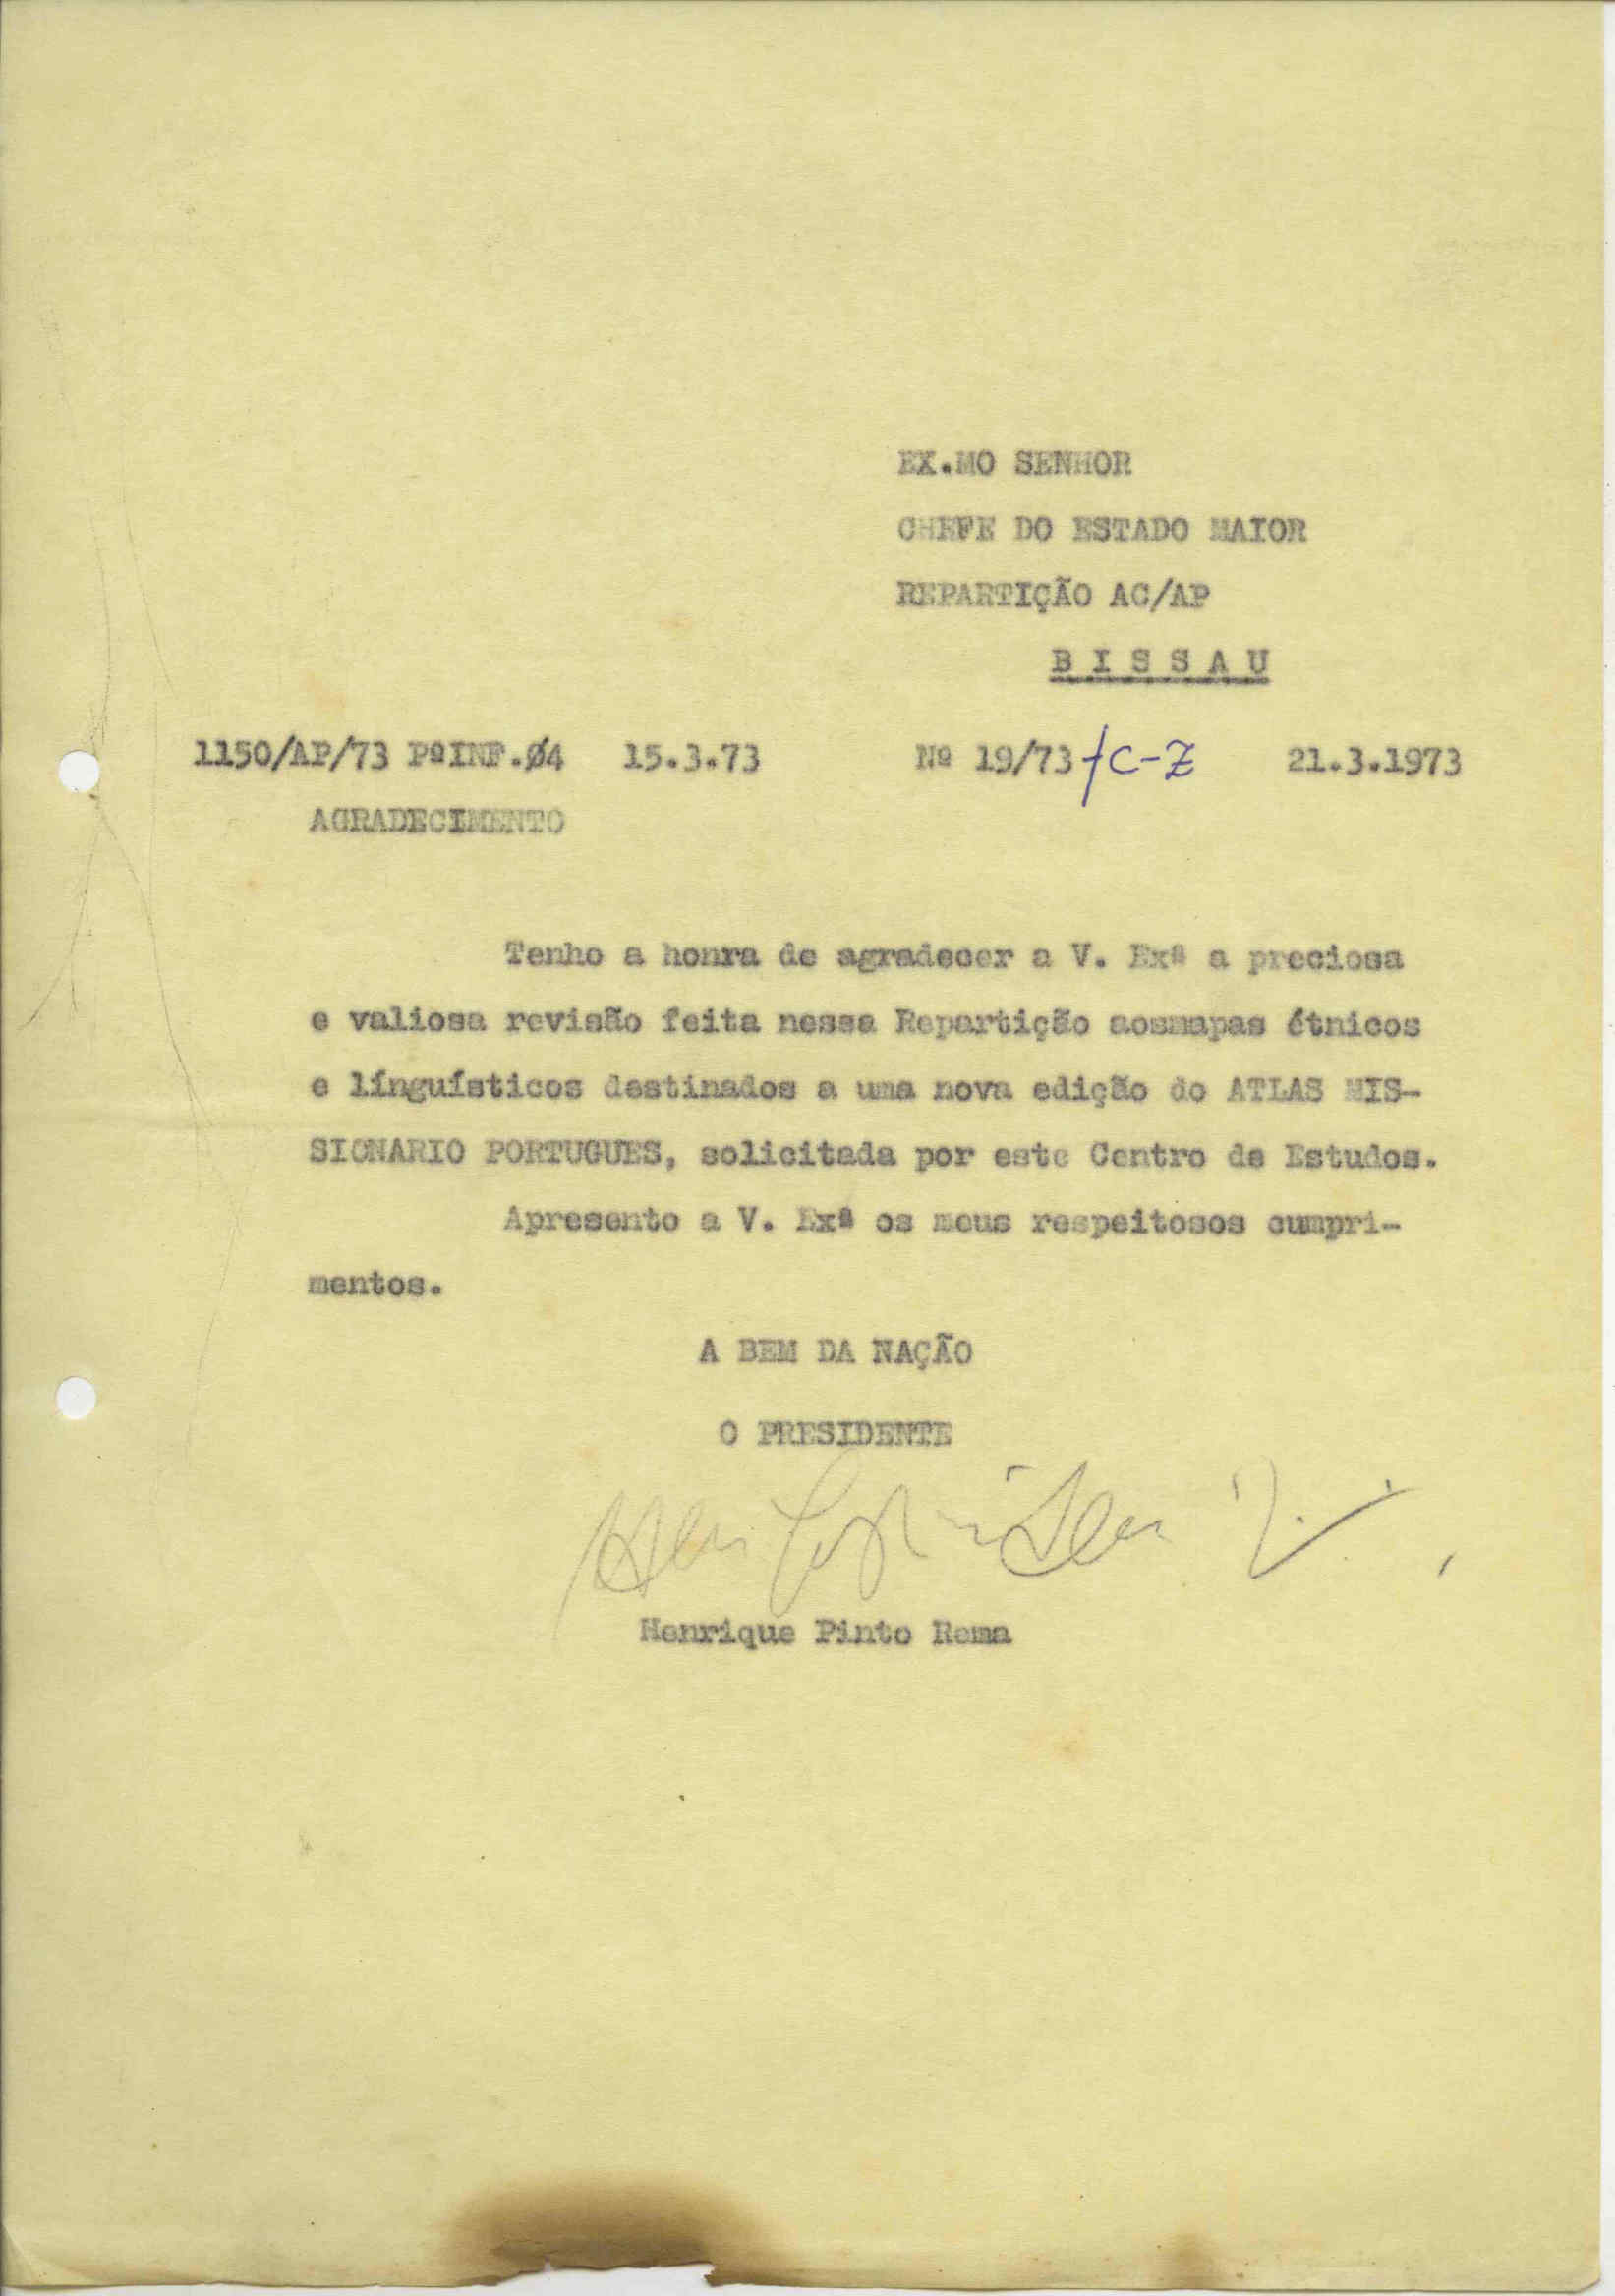 EX.MO SENHOR
CHEFE DO ESTADO MAIOR
REPARTIÇÃO AC/AP
B I S S A U
1150/AP/73 PºINF.Ø4 15.3.73 Nº 19/73/C-Z 21.3.1973
AGRADECIMENTO
Tenho a honra de agradecer a V. Exª a preciosa
e valiosa revisão feita nessa Repartição aosmapas étnicos
e línguísticos destinados a uma nova edição do ATLAS MIS-
SIONARIO PORTUGUES, solicitada por este Centro de Estudos.
Apresento a V. Exª os meus respeitosos cumpri-
mentos.
A BEM DA NAÇÃO
O PRESIDENTE
Henrique Pinto Rema